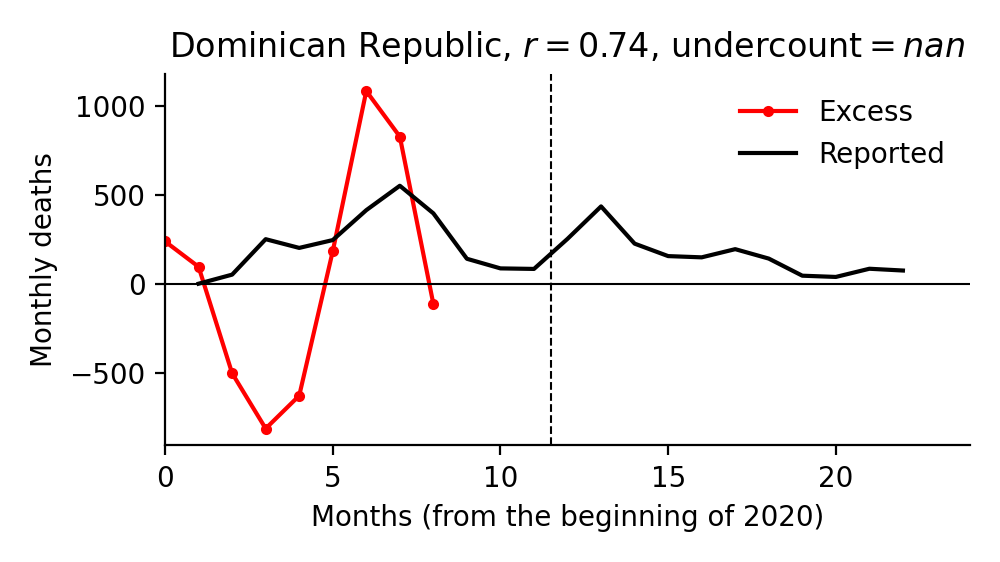 Dominican Republic, r = 0.74, undercount = nan
Excess
Reported
Monthly deaths
1000
500
0
−500
0 5 10 15 20
Months (from the beginning of 2020)